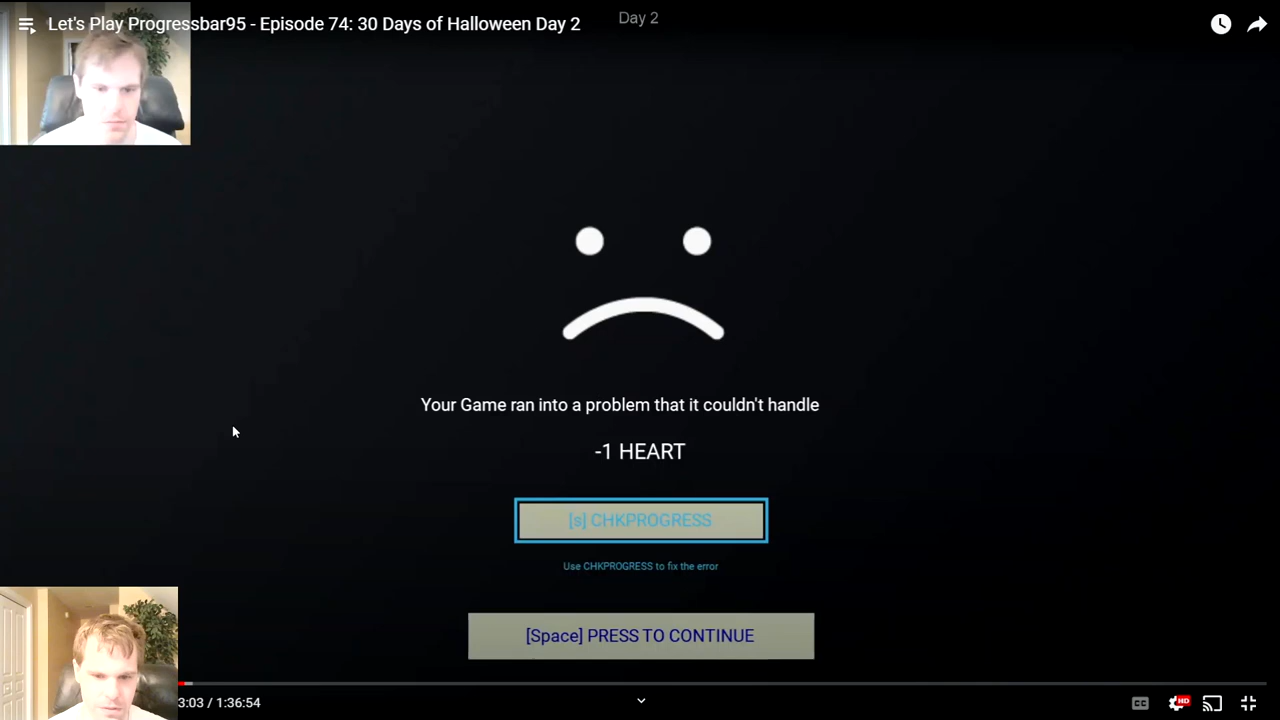 Let's Play Progressbar95 - Episode 74: 30 Days of Halloween Day 2
Day 2
Your Game ran into a problem that it couldn't handle
-1 HEART
[s] CHKPROGRESS
Use CHKPROGRESS to fix the error
[Space] PRESS TO CONTINUE
3:03 / 1:36:54
CC
HD